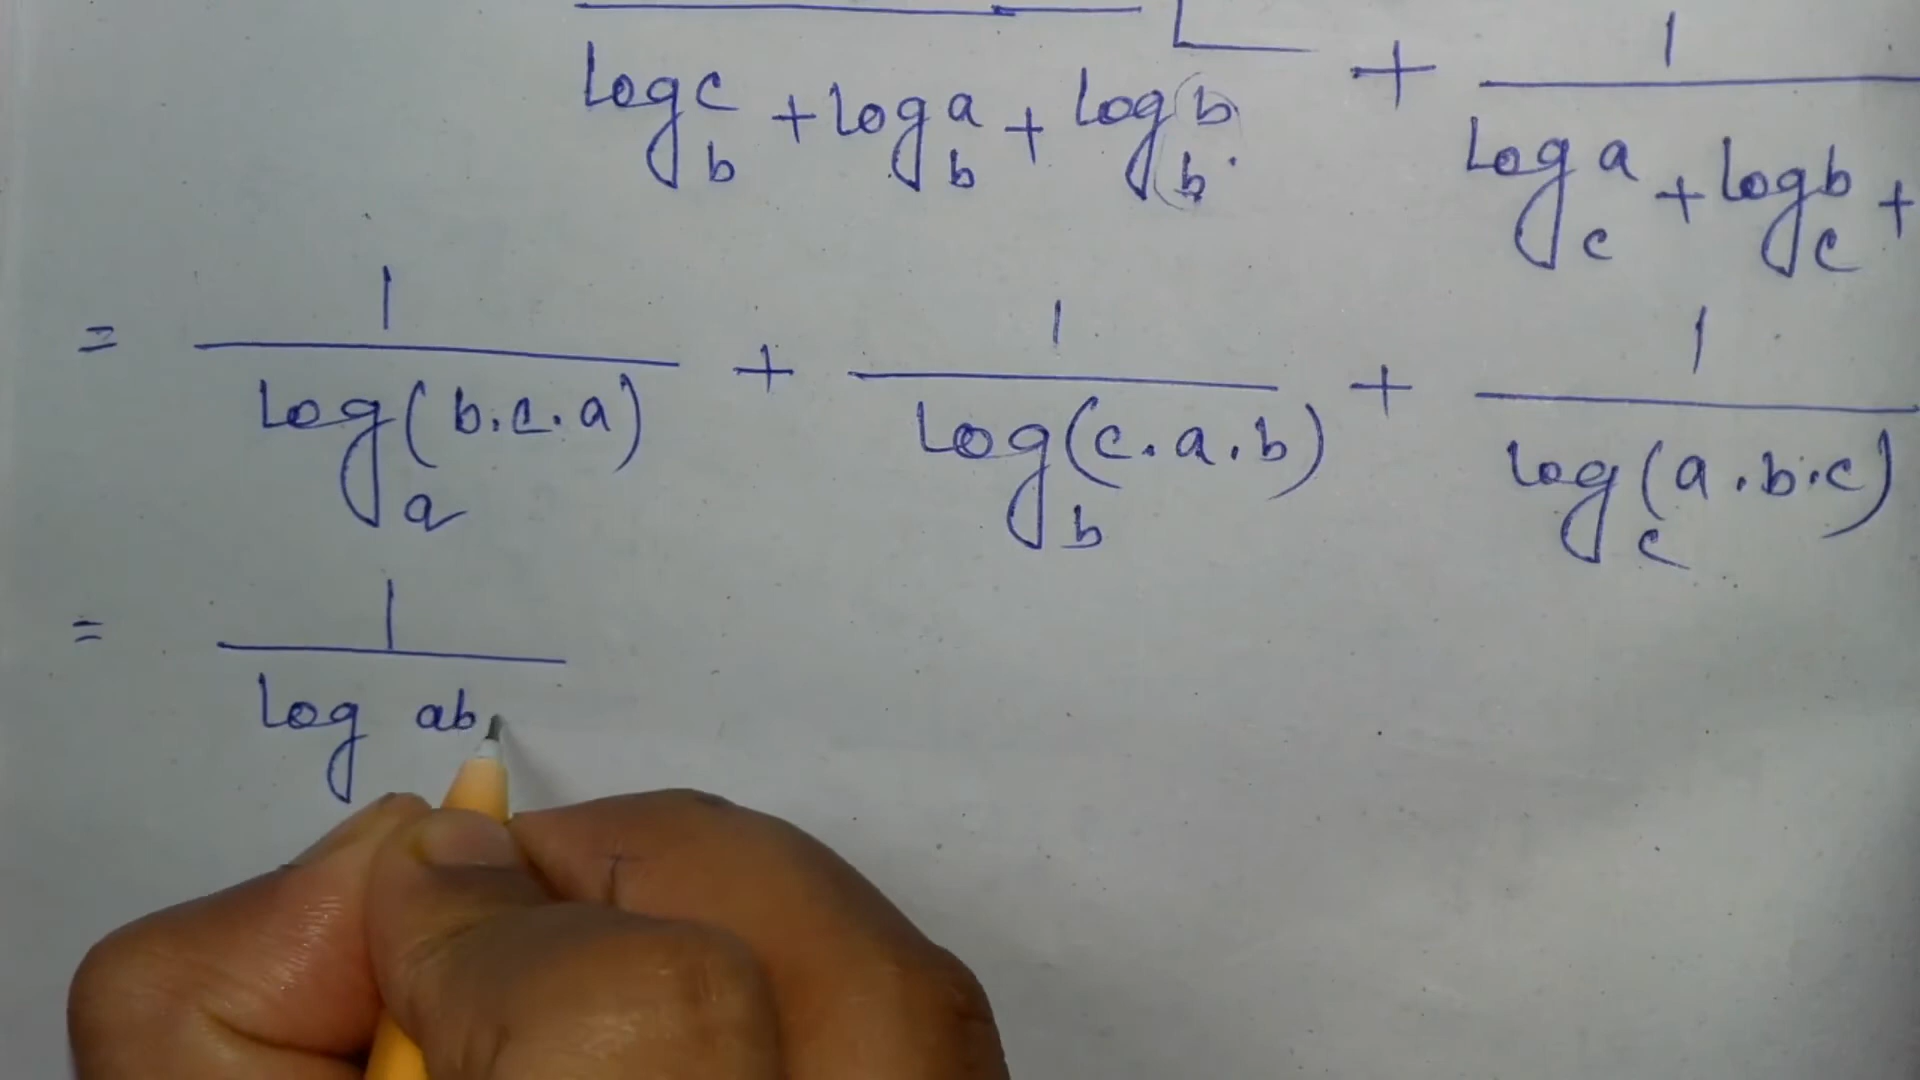 1
log_b c + log_b a + log_b b + log_c a + log_c b +
= 1 + 1 + 1
log_a (b.c.a) log_b (c.a.b) log_c (a.b.c)
= 1
log ab